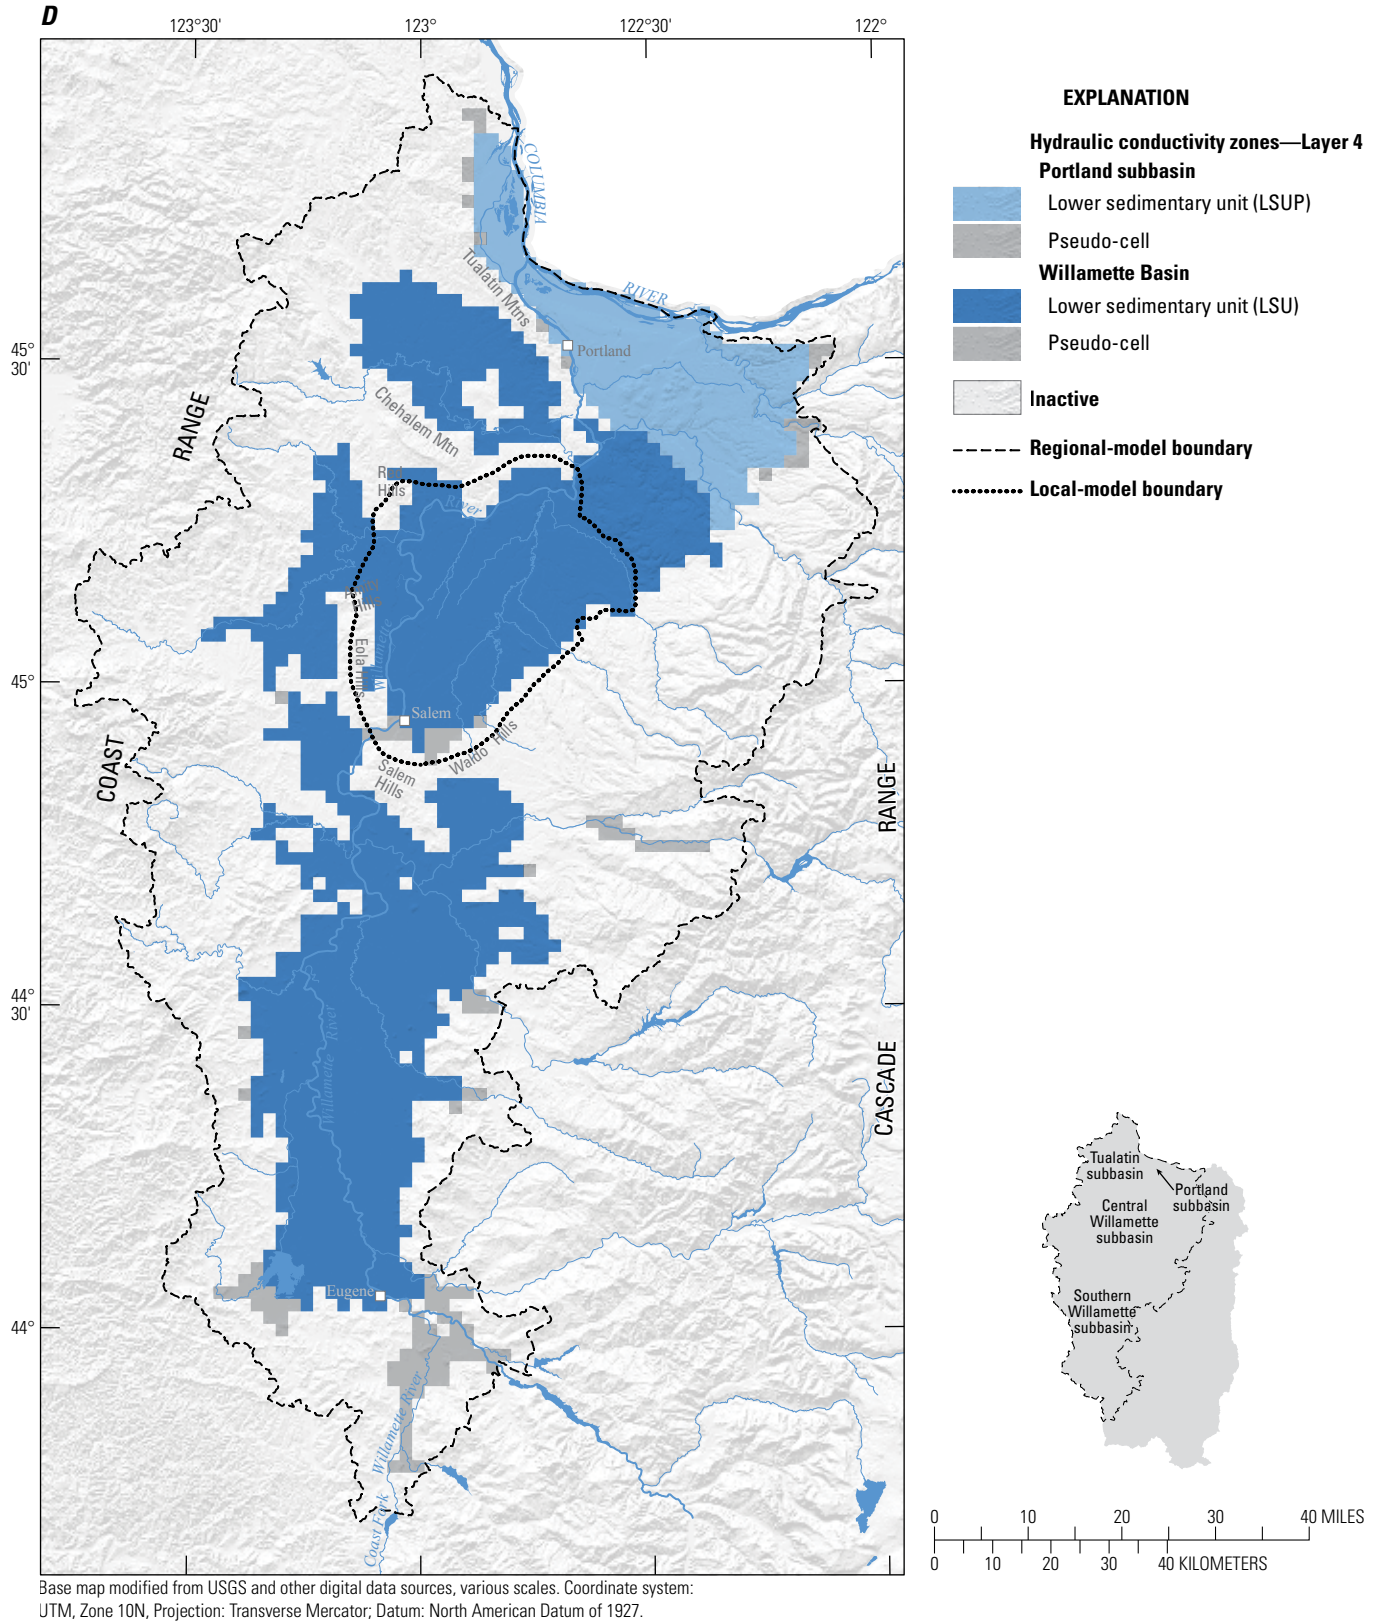 D
123°30'
123°
122°30'
122°
45°
30'
45°
44°
30'
44°
COLUMBIA
RIVER
Tualatin Mtns
Portland
Chehalem Mtn
RANGE
Red
Hills
River
Hills
Eola Hills
Willamette
Salem
Salem
Hills
Waldo Hills
COAST
RANGE
CASCADE
Willamette River
Eugene
Coast Fork Willamette River
EXPLANATION
Hydraulic conductivity zones—Layer 4
Portland subbasin
Lower sedimentary unit (LSUP)
Pseudo-cell
Willamette Basin
Lower sedimentary unit (LSU)
Pseudo-cell
Inactive
Regional-model boundary
Local-model boundary
Tualatin
subbasin
Portland
subbasin
Central
Willamette
subbasin
Southern
Willamette
subbasin
0 10 20 30 40 MILES
0 10 20 30 40 KILOMETERS
Base map modified from USGS and other digital data sources, various scales. Coordinate system:
UTM, Zone 10N, Projection: Transverse Mercator; Datum: North American Datum of 1927.